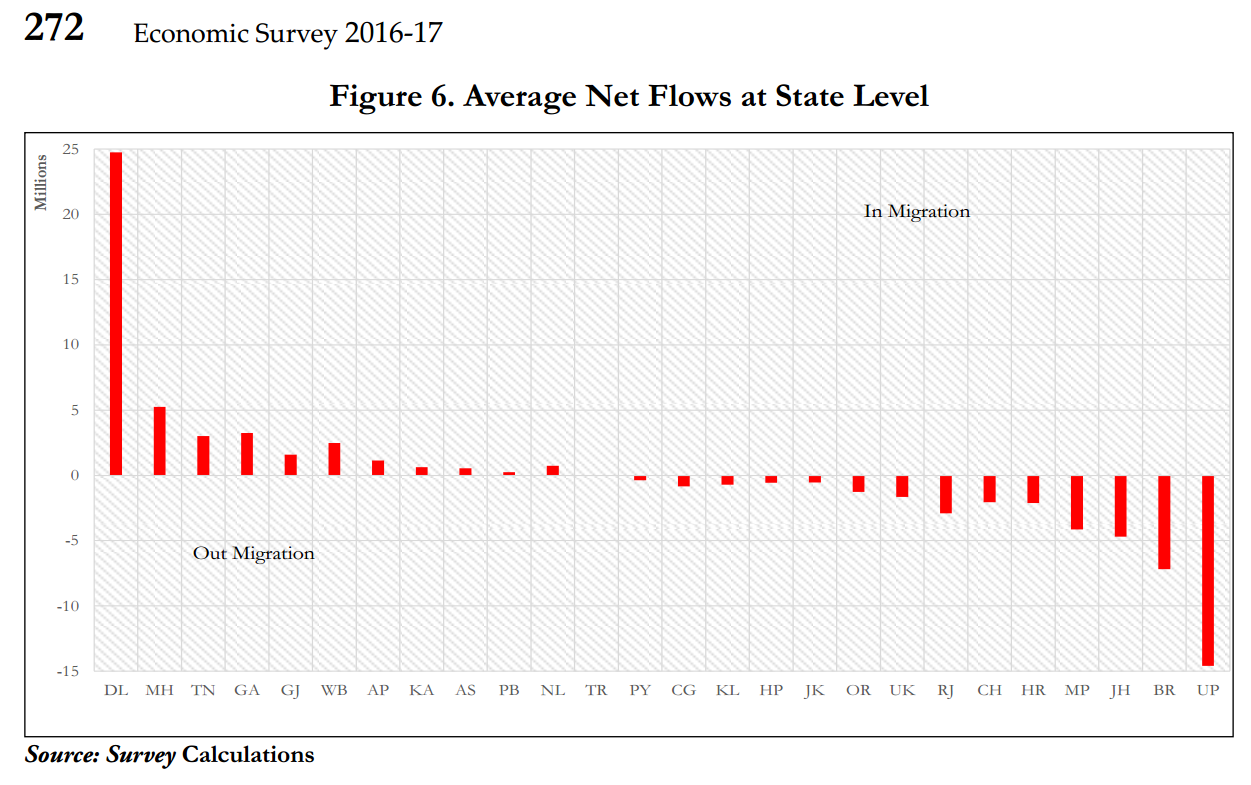 272 Economic Survey 2016-17
Figure 6. Average Net Flows at State Level
Millions
25
20
15
10
5
0
-5
-10
-15
In Migration
Out Migration
DL MH TN GA GJ WB AP KA AS PB NL TR PY CG KL HP JK OR UK RJ CH HR MP JH BR UP
Source: Survey Calculations